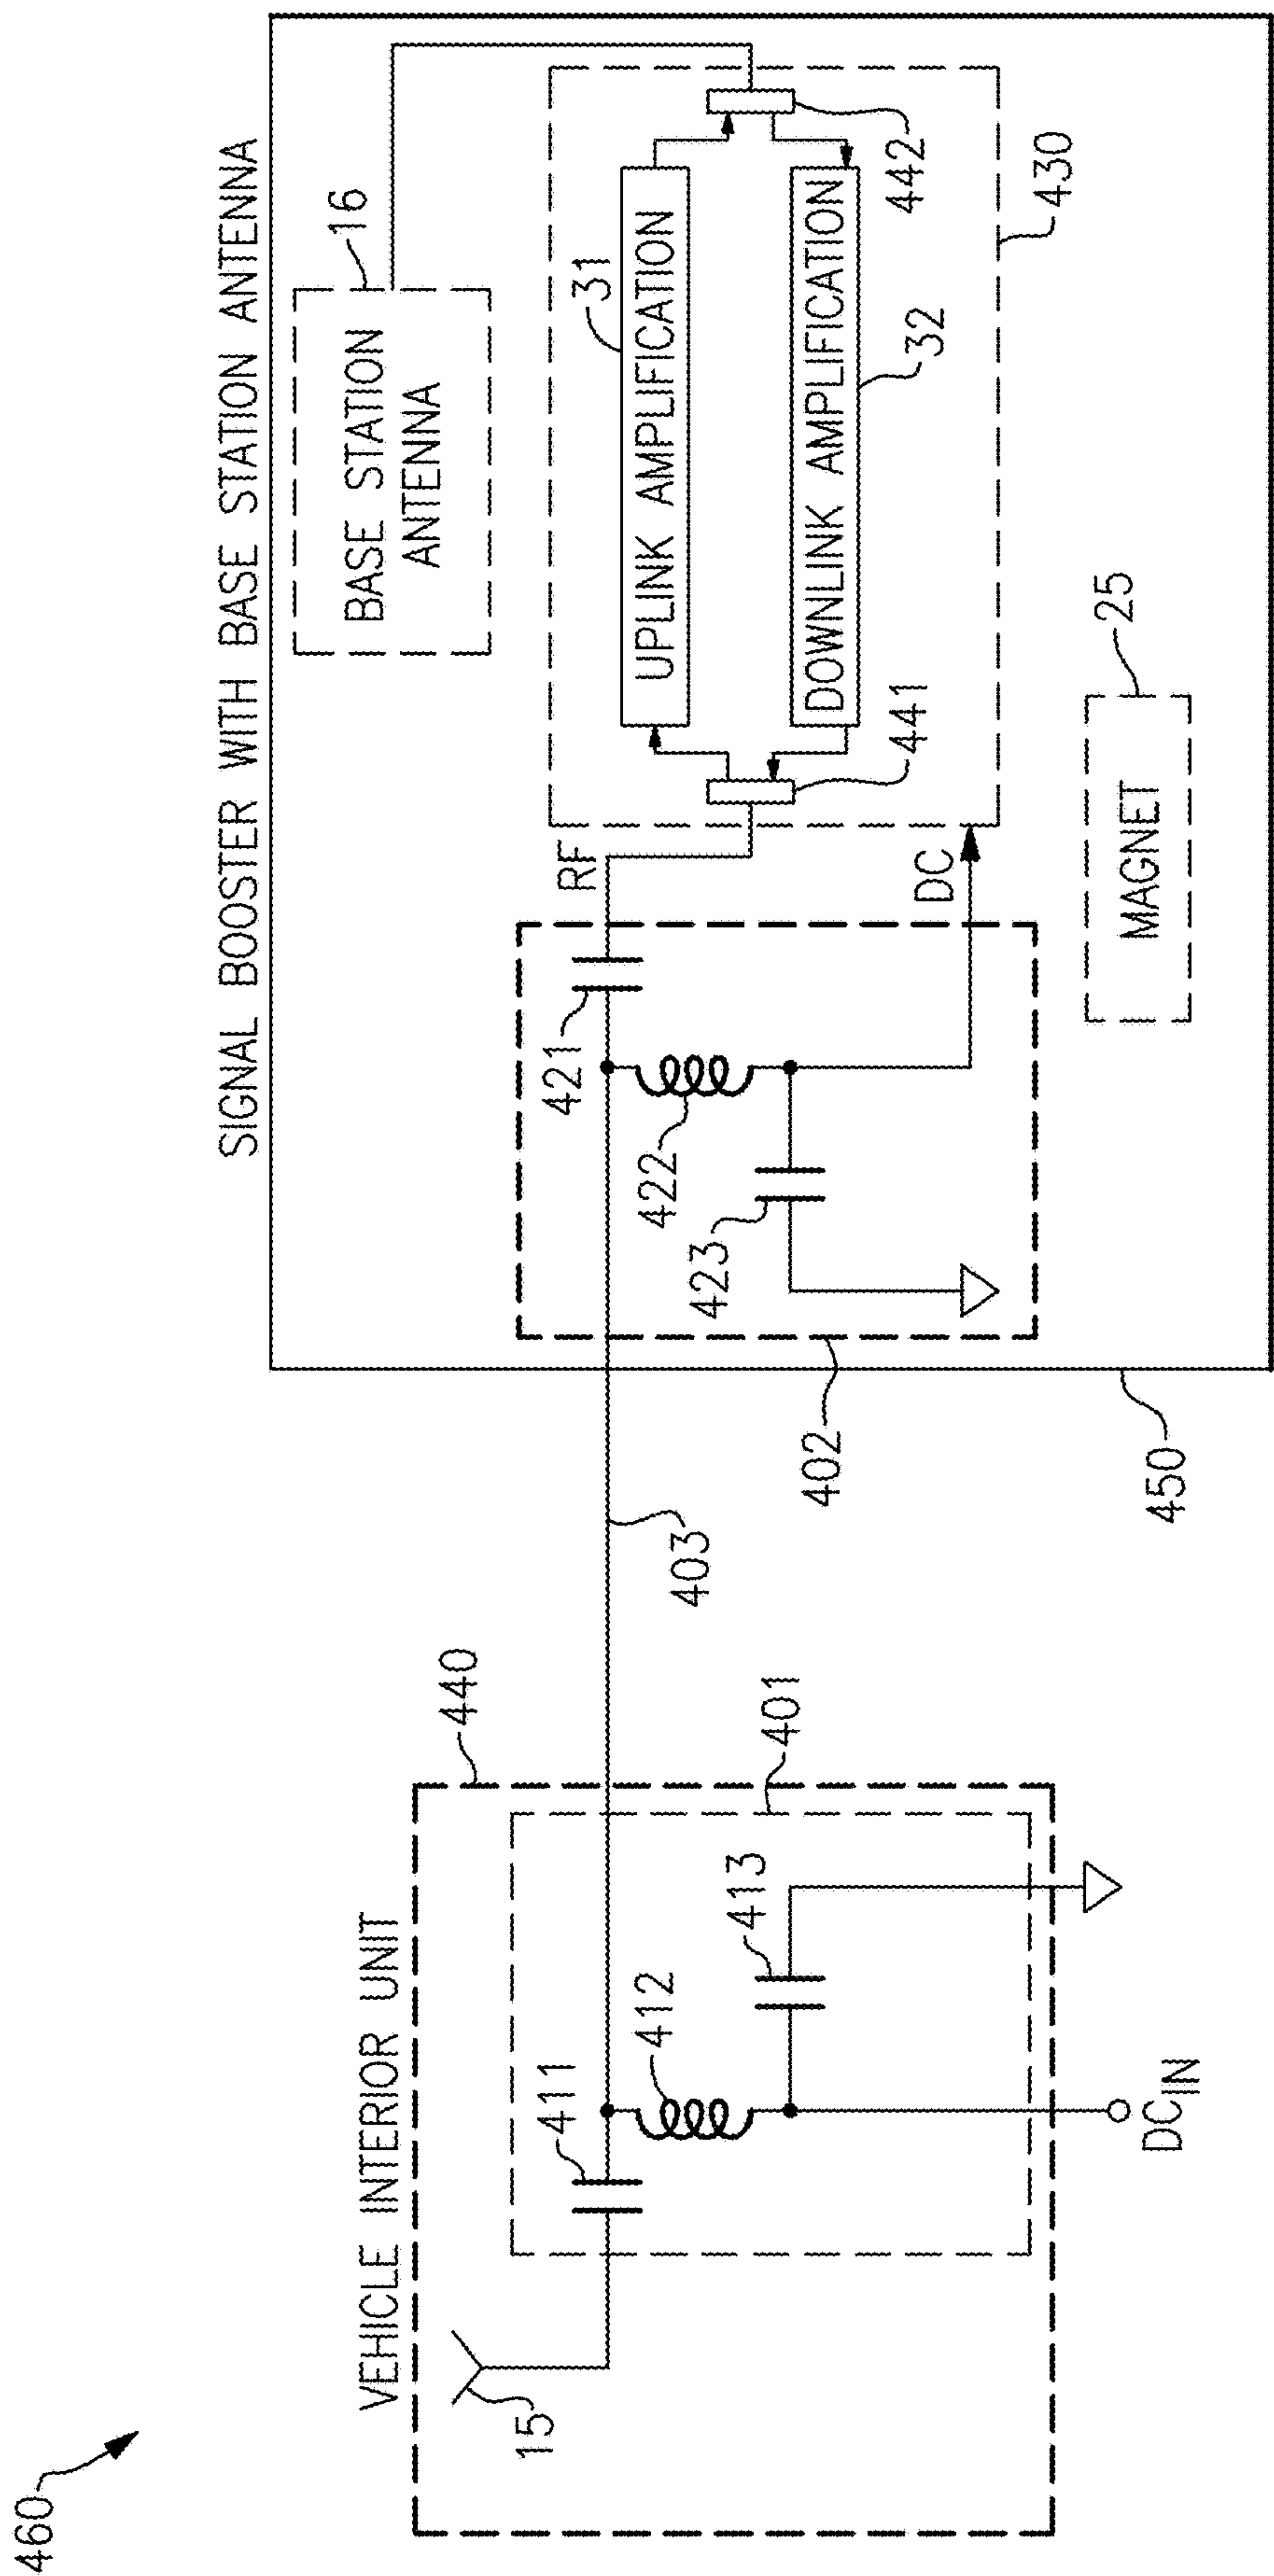 460
VEHICLE INTERIOR UNIT
440
15
411
412
413
401
DC_IN
403
SIGNAL BOOSTER WITH BASE STATION ANTENNA
BASE STATION
ANTENNA
16
421
422
423
402
RF
DC
UPLINK AMPLIFICATION
31
DOWNLINK AMPLIFICATION
32
441
442
430
MAGNET
25
450